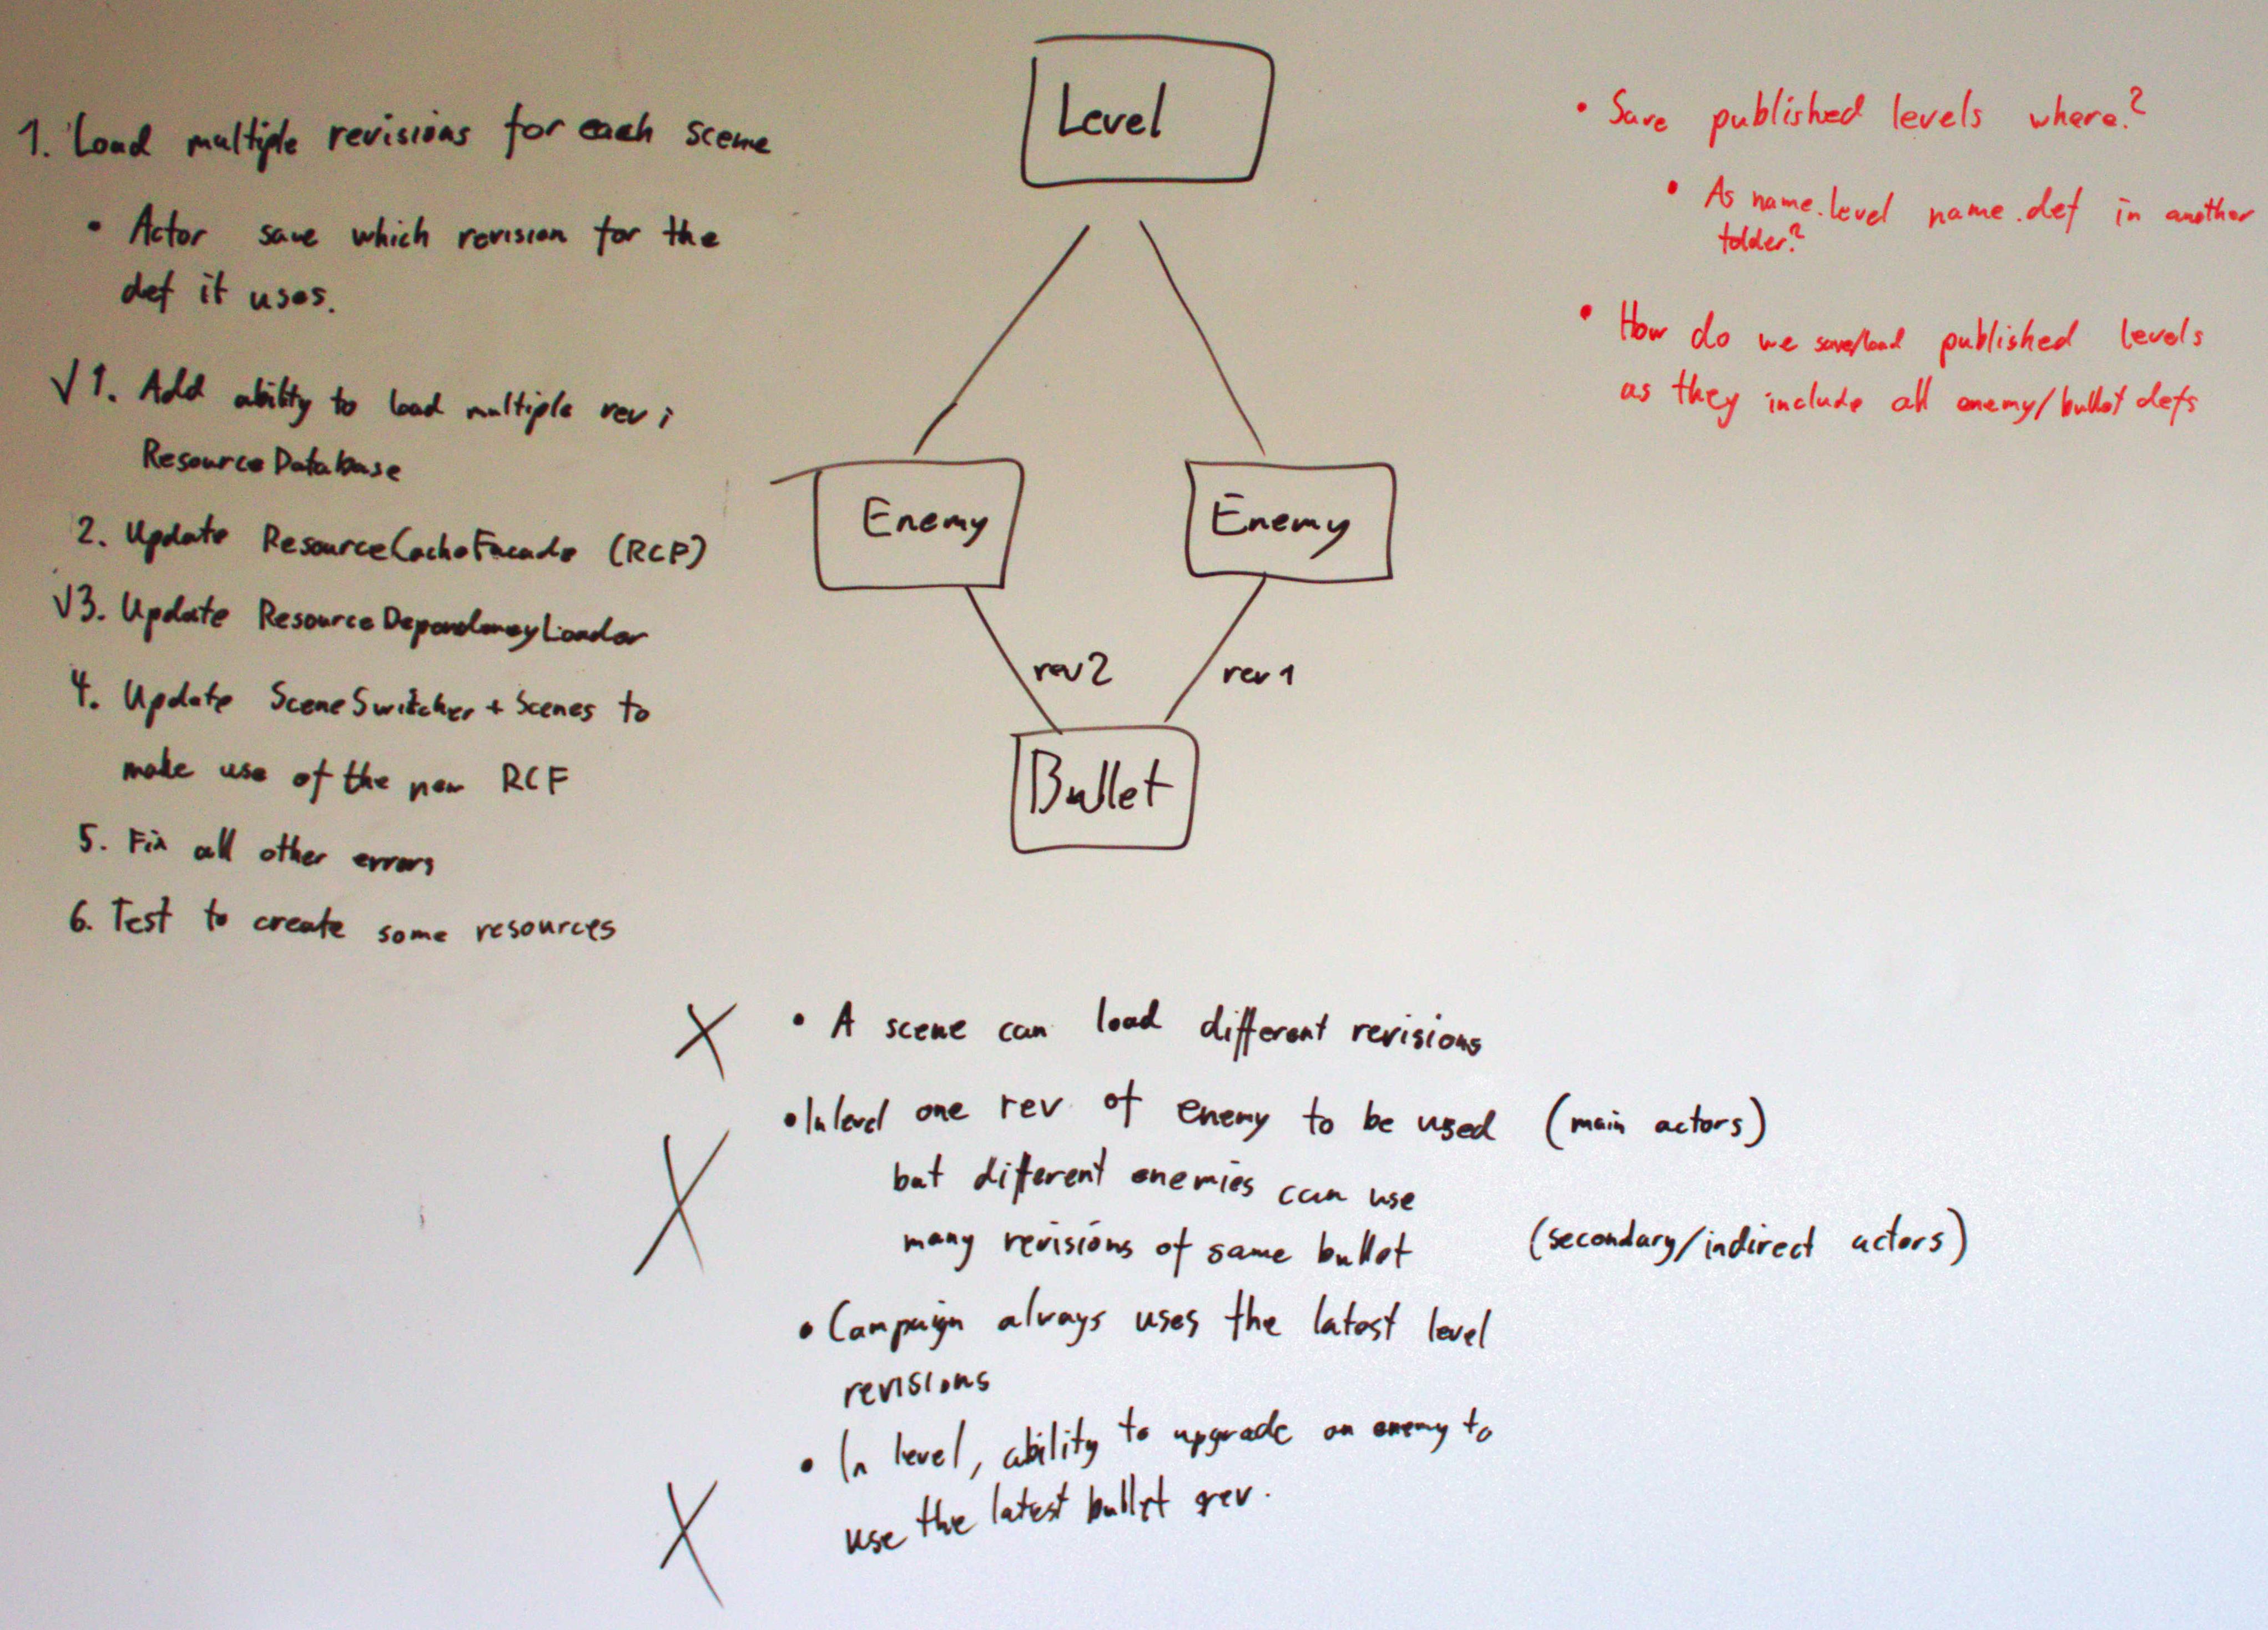 1. Load multiple revisions for each scene
• Actor save which revision for the
def it uses.
√ 1. Add ability to load multiple rev i
ResourceDatabase
2. Update ResourceCacheFacade (RCF)
√ 3. Update ResourceDependencyLoader
4. Update SceneSwitcher + Scenes to
make use of the new RCF
5. Fix all other errors
6. Test to create some resources
Level
Enemy
Enemy
rev2
rev1
Bullet
• Save published levels where?
• As name.level name.def in another
folder?
• How do we save/load published levels
as they include all enemy/bullet defs
X • A scene can load different revisions
X • In level one rev of enemy to be used (main actors)
but different enemies can use
many revisions of same bullet (secondary/indirect actors)
• Campaign always uses the latest level
revisions
X • In level, ability to upgrade an enemy to
use the latest bullet rev.